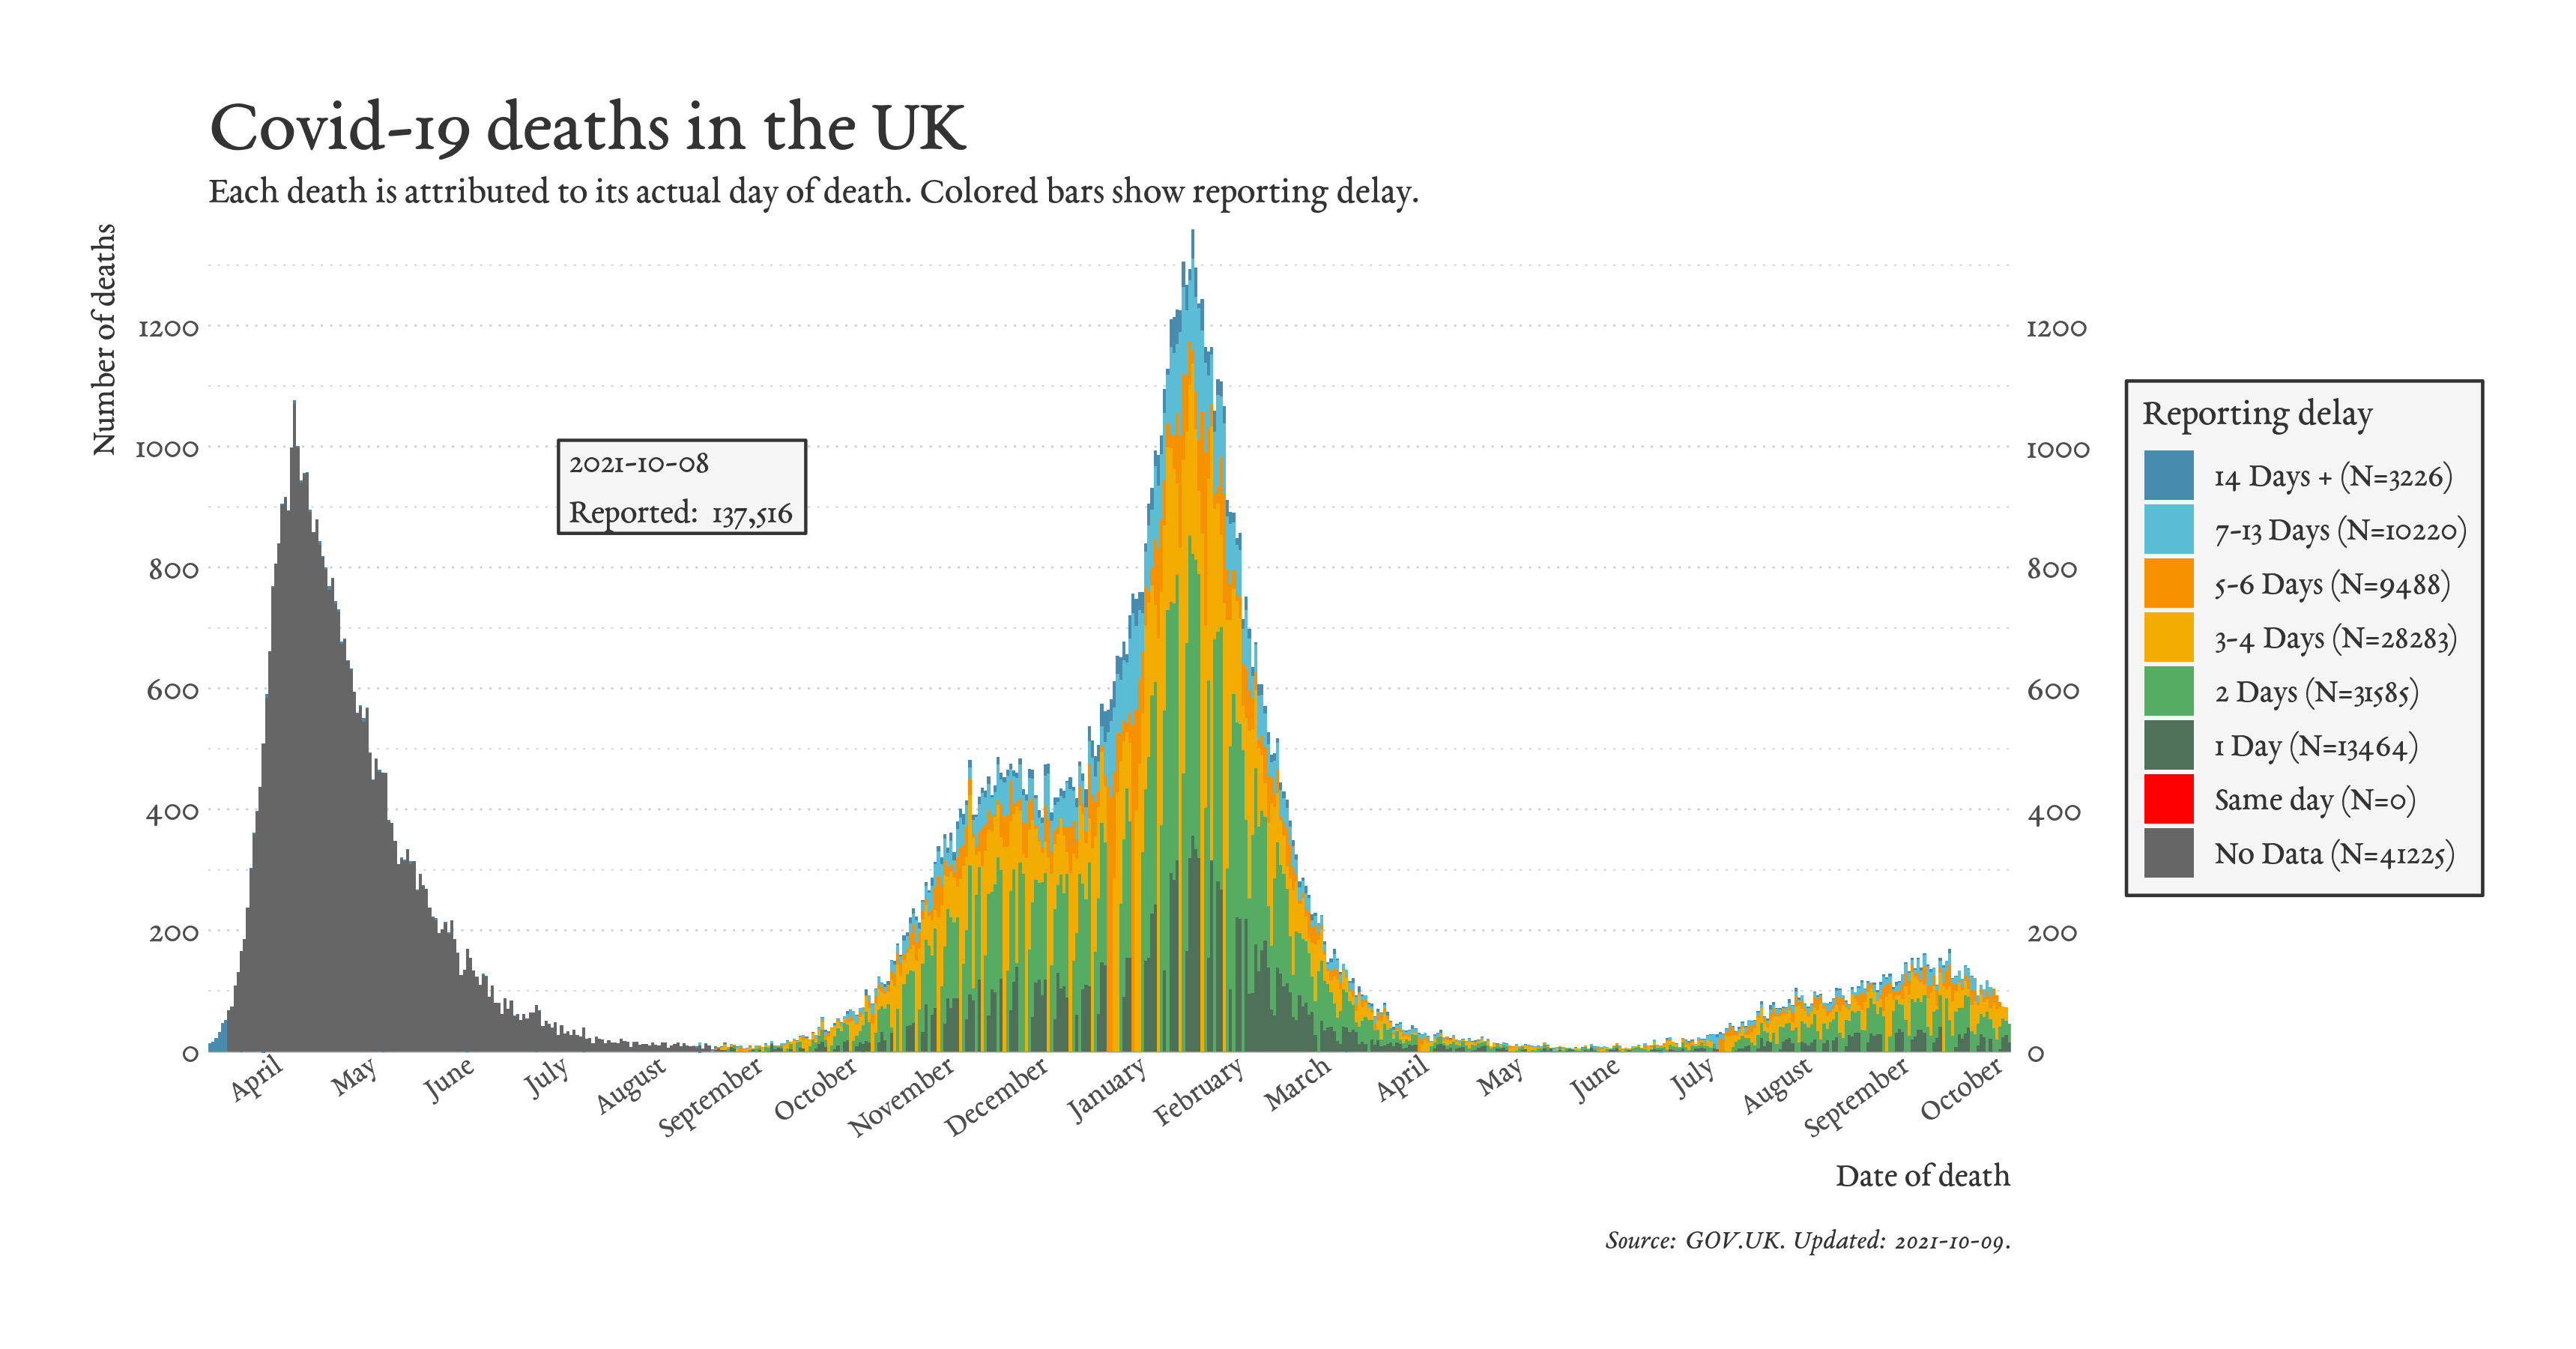 Covid-19 deaths in the UK
Each death is attributed to its actual day of death. Colored bars show reporting delay.
Number of deaths
1200
1000
800
600
400
200
0
2021-10-08
Reported: 137,516
1200
1000
800
600
400
200
0
Reporting delay
14 Days + (N=3226)
7-13 Days (N=10220)
5-6 Days (N=9488)
3-4 Days (N=28283)
2 Days (N=31585)
1 Day (N=13464)
Same day (N=0)
No Data (N=41225)
April
May
June
July
August
September
October
November
December
January
February
March
April
May
June
July
August
September
October
Date of death
Source: GOV.UK. Updated: 2021-10-09.